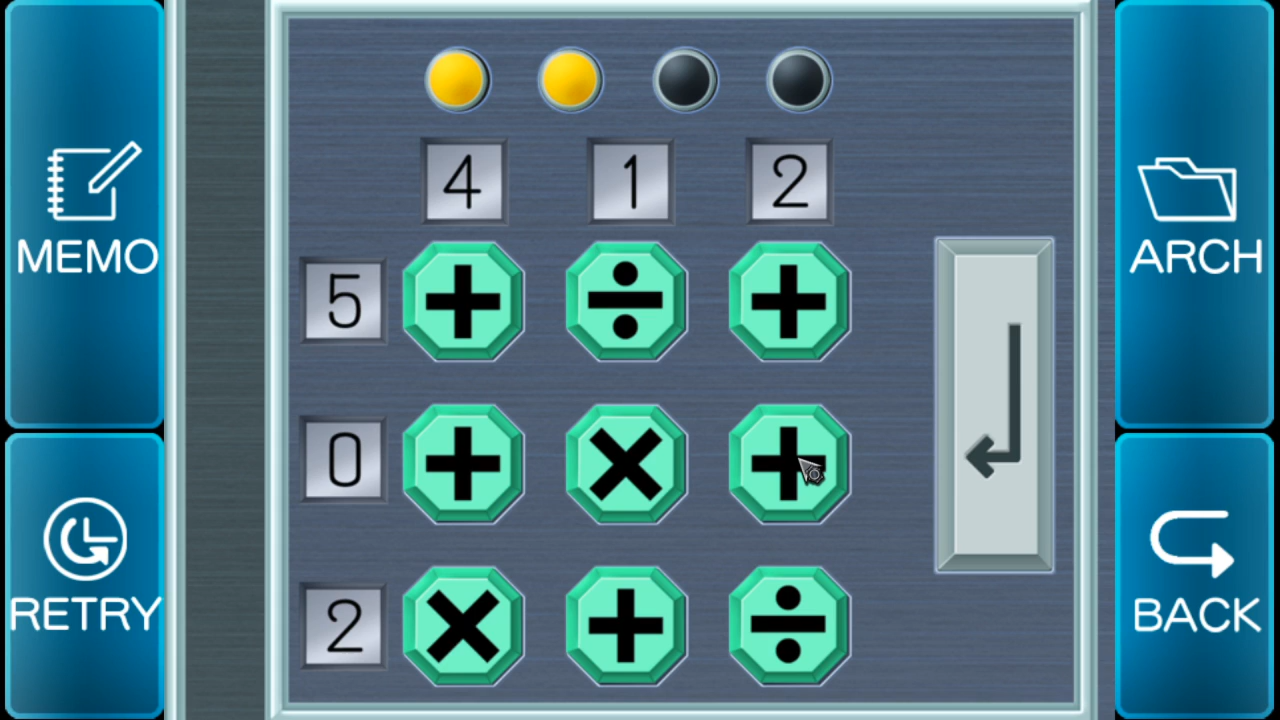 4 1 2
5 + ÷ +
MEMO
ARCH
0 + × +
2 × + ÷
RETRY
BACK